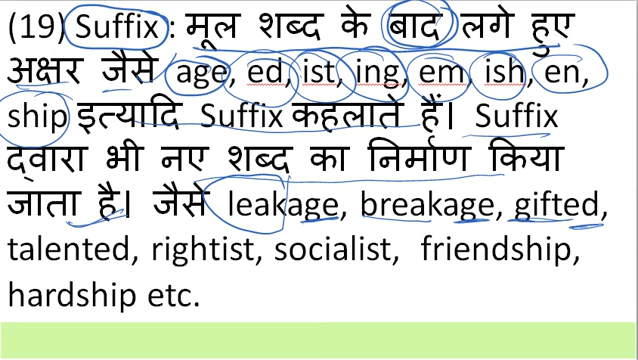 (19) Suffix : मूल शब्द के बाद लगे हुए
अक्षर जैसे age, ed, ist, ing, em, ish, en,
ship इत्यादि Suffix कहलाते हैं। Suffix
द्वारा भी नए शब्द का निर्माण किया
जाता है। जैसे leakage, breakage, gifted,
talented, rightist, socialist, friendship,
hardship etc.